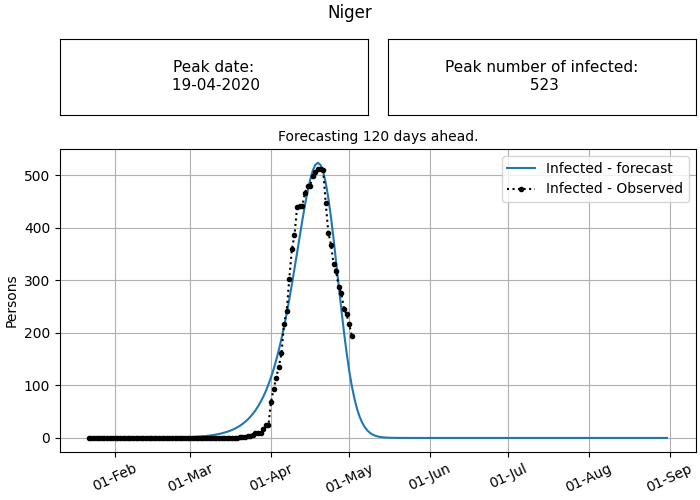 Niger
Peak date:
19-04-2020
Peak number of infected:
523
Forecasting 120 days ahead.
Infected - forecast
Infected - Observed
Persons
500
400
300
200
100
0
01-Feb
01-Mar
01-Apr
01-May
01-Jun
01-Jul
01-Aug
01-Sep